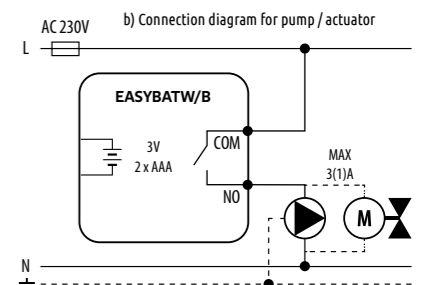 AC 230V
b) Connection diagram for pump / actuator
L
EASYBATW/B
3V
2 x AAA
COM
NO
MAX
3(1)A
M
N